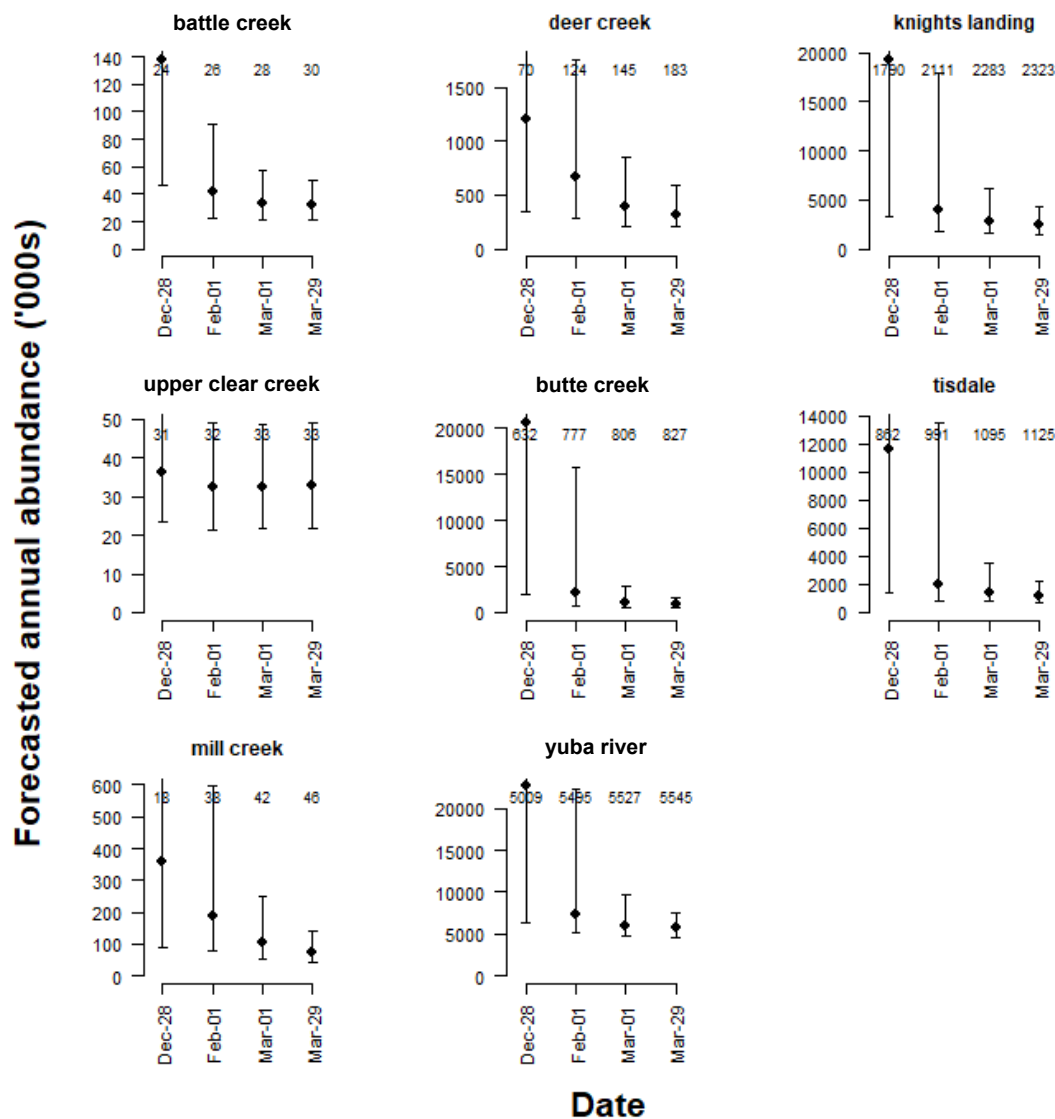 Forecasted annual abundance ('000s)
battle creek
140
120
100
80
60
40
20
0
24 26 28 30
Dec-28 Feb-01 Mar-01 Mar-29
deer creek
1500
1000
500
0
70 124 145 183
Dec-28 Feb-01 Mar-01 Mar-29
knights landing
20000
15000
10000
5000
0
1790 2111 2283 2323
Dec-28 Feb-01 Mar-01 Mar-29
upper clear creek
50
40
30
20
10
0
31 32 33 33
Dec-28 Feb-01 Mar-01 Mar-29
butte creek
20000
15000
10000
5000
0
632 777 806 827
Dec-28 Feb-01 Mar-01 Mar-29
tisdale
14000
12000
10000
8000
6000
4000
2000
0
862 991 1095 1125
Dec-28 Feb-01 Mar-01 Mar-29
mill creek
600
500
400
300
200
100
0
18 38 42 46
Dec-28 Feb-01 Mar-01 Mar-29
yuba river
20000
15000
10000
5000
0
5009 5495 5527 5545
Dec-28 Feb-01 Mar-01 Mar-29
Date